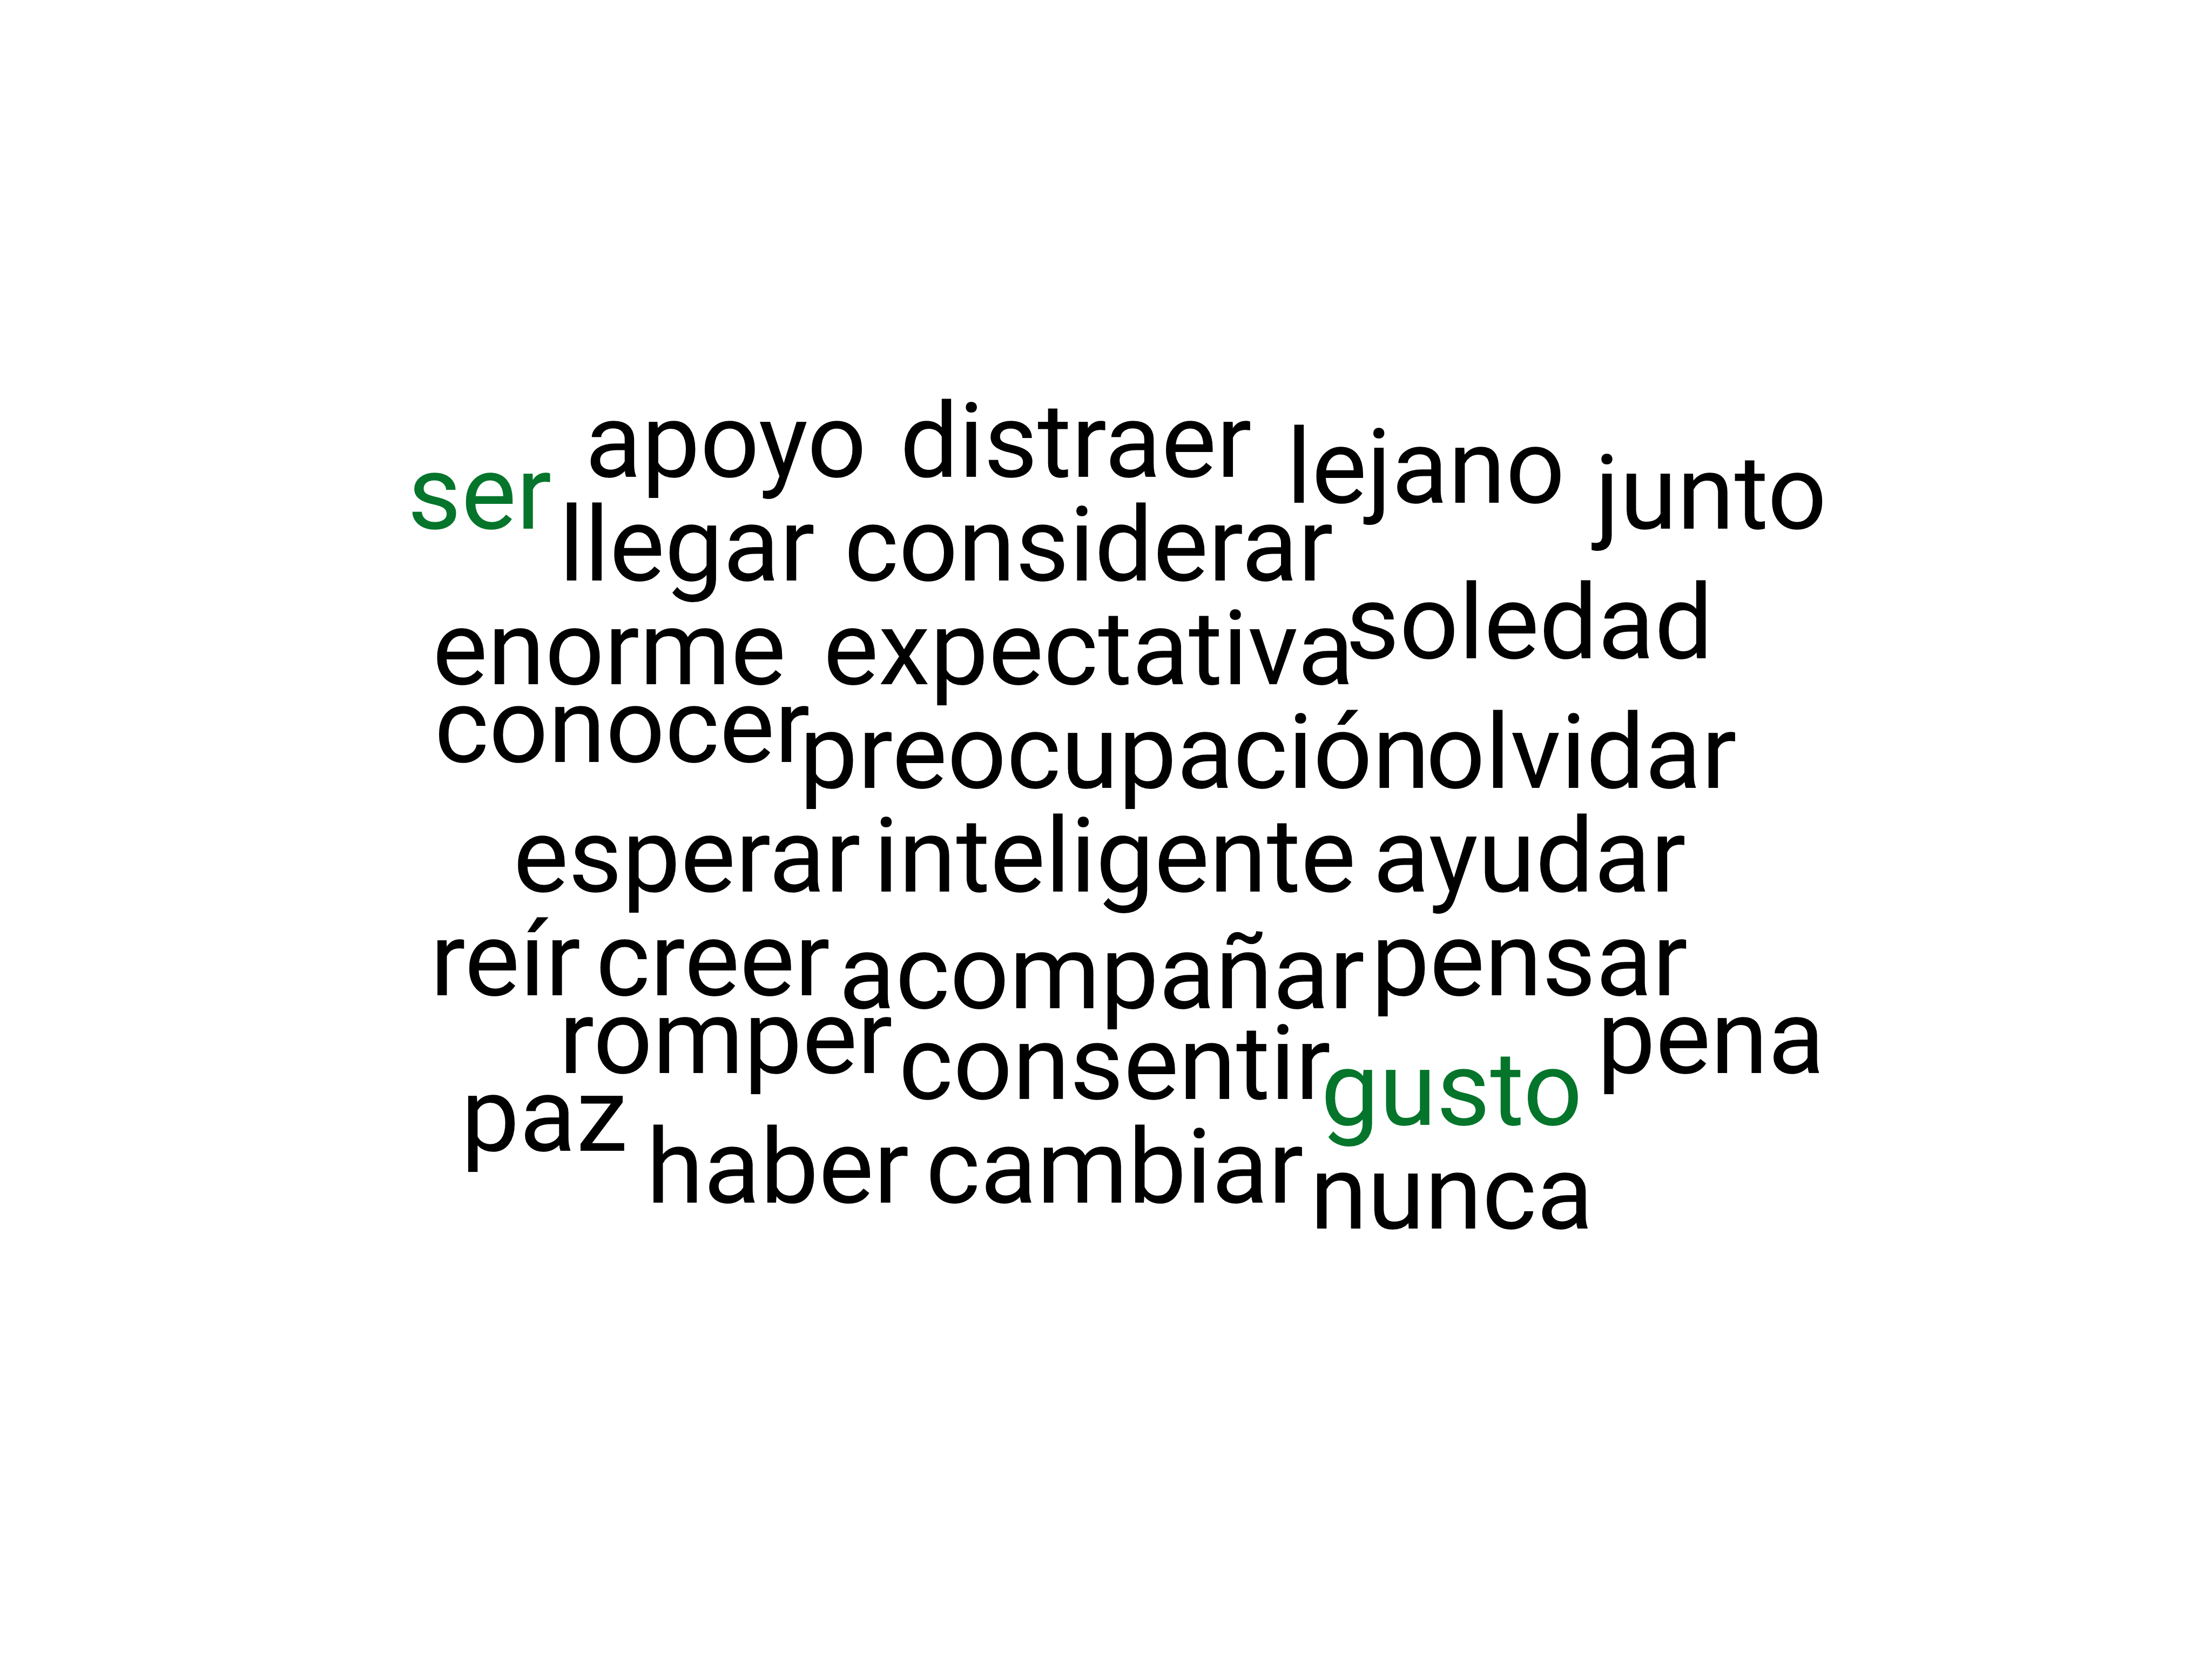 apoyo distraer lejano junto
ser llegar considerar
enorme expectativa soledad
conocer preocupación olvidar
esperar inteligente ayudar
reír creer acompañar pensar
romper consentir gusto pena
paz haber cambiar nunca